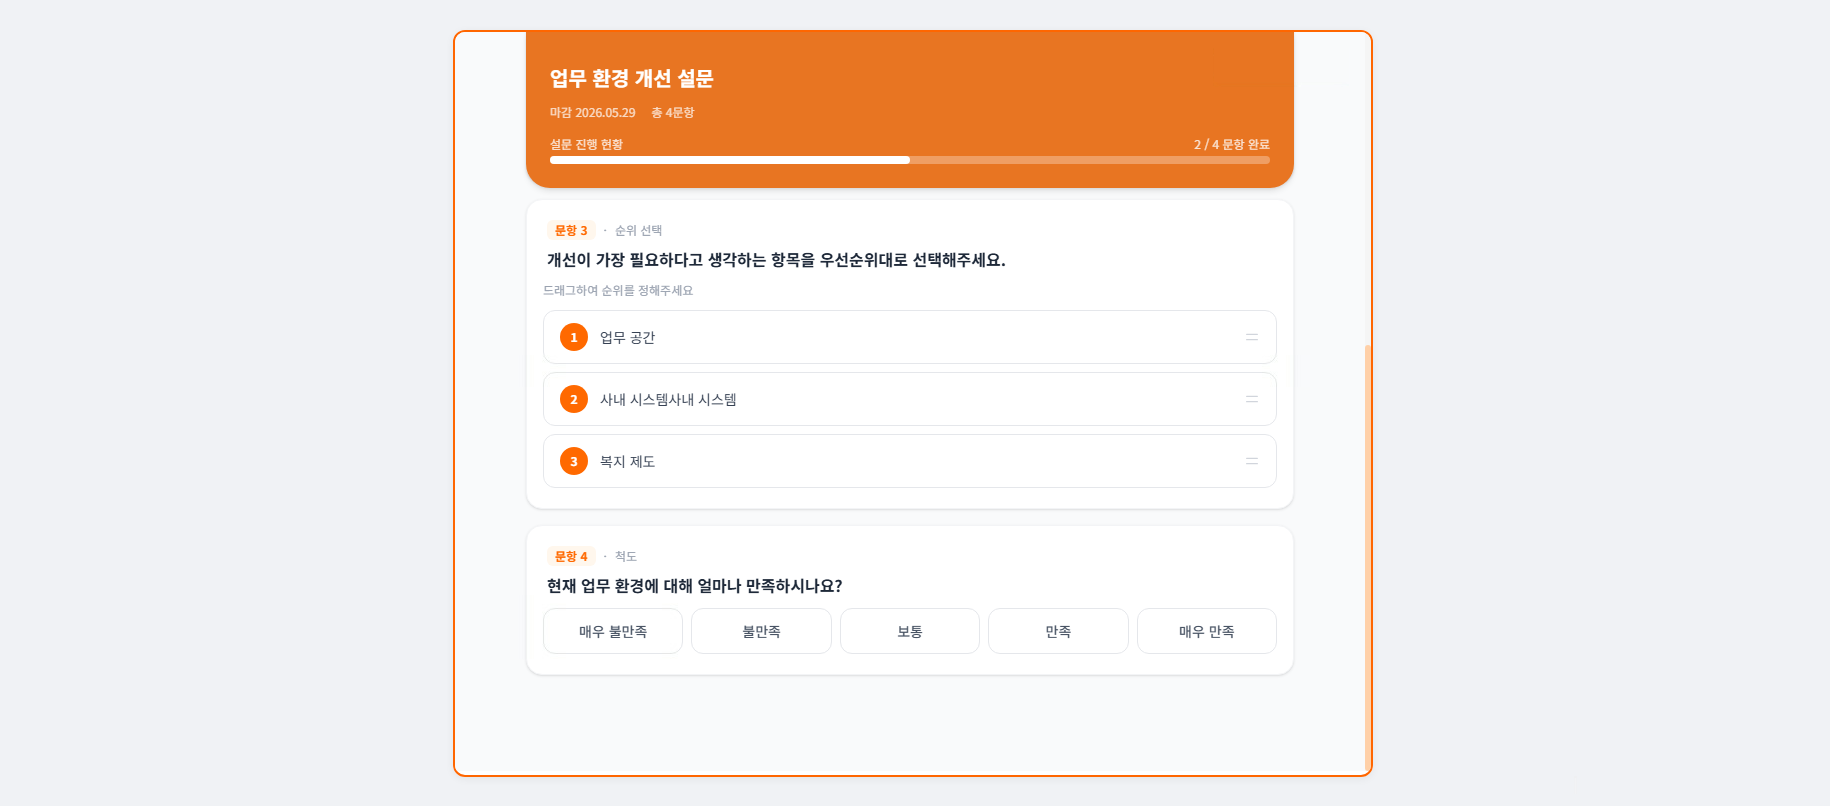 업무 환경 개선 설문
마감 2026.05.29 총 4문항
설문 진행 현황 2 / 4 문항 완료
문항 3 · 순위 선택
개선이 가장 필요하다고 생각하는 항목을 우선순위대로 선택해주세요.
드래그하여 순위를 정해주세요
1 업무 공간
2 사내 시스템사내 시스템
3 복지 제도
문항 4 · 척도
현재 업무 환경에 대해 얼마나 만족하시나요?
매우 불만족 불만족 보통 만족 매우 만족